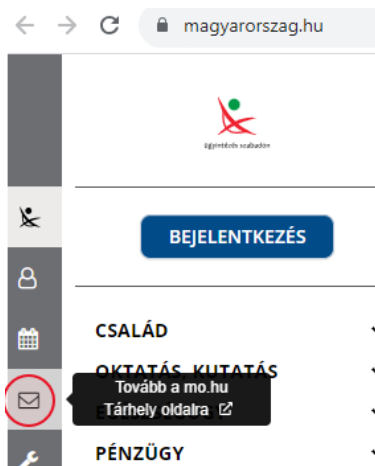 magyarorszag.hu
Ügyintézés szabadon
BEJELENTKEZÉS
CSALÁD
OKTATÁS, KUTATÁS
Tovább a mo.hu
Tárhely oldalra
PÉNZÜGY